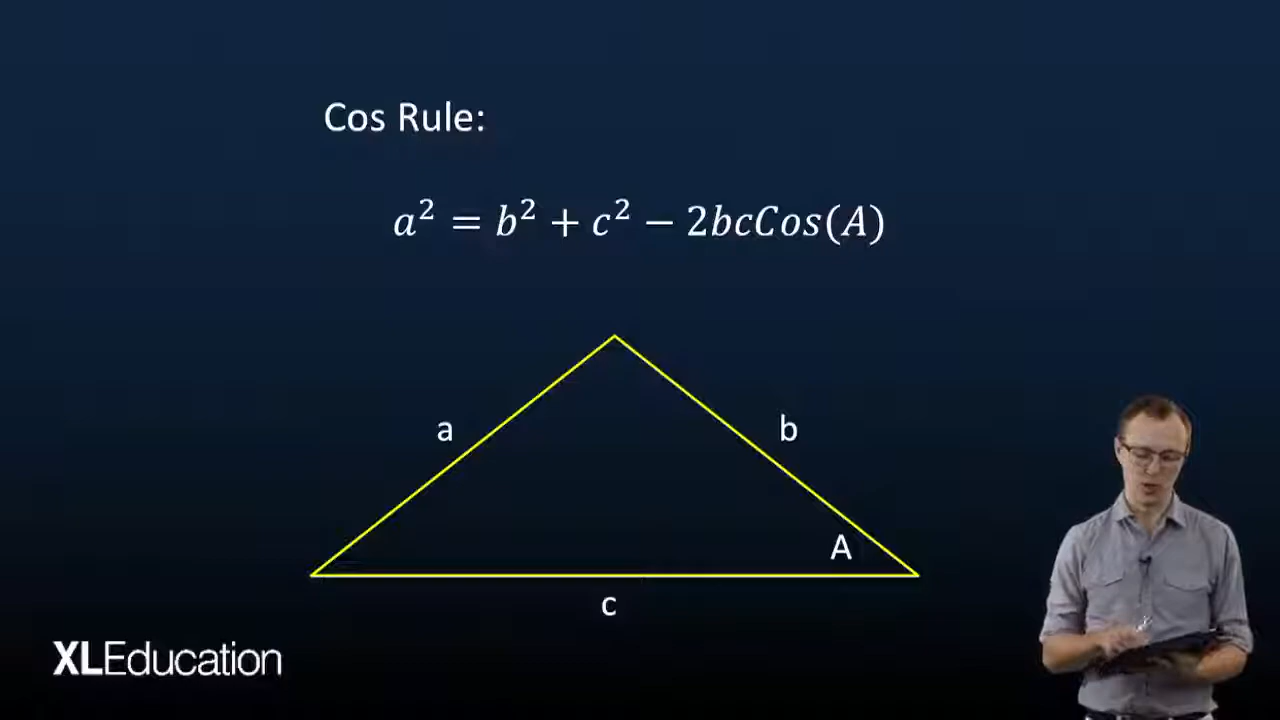 Cos Rule:
a² = b² + c² − 2bcCos(A)
a
b
A
c
XLEducation